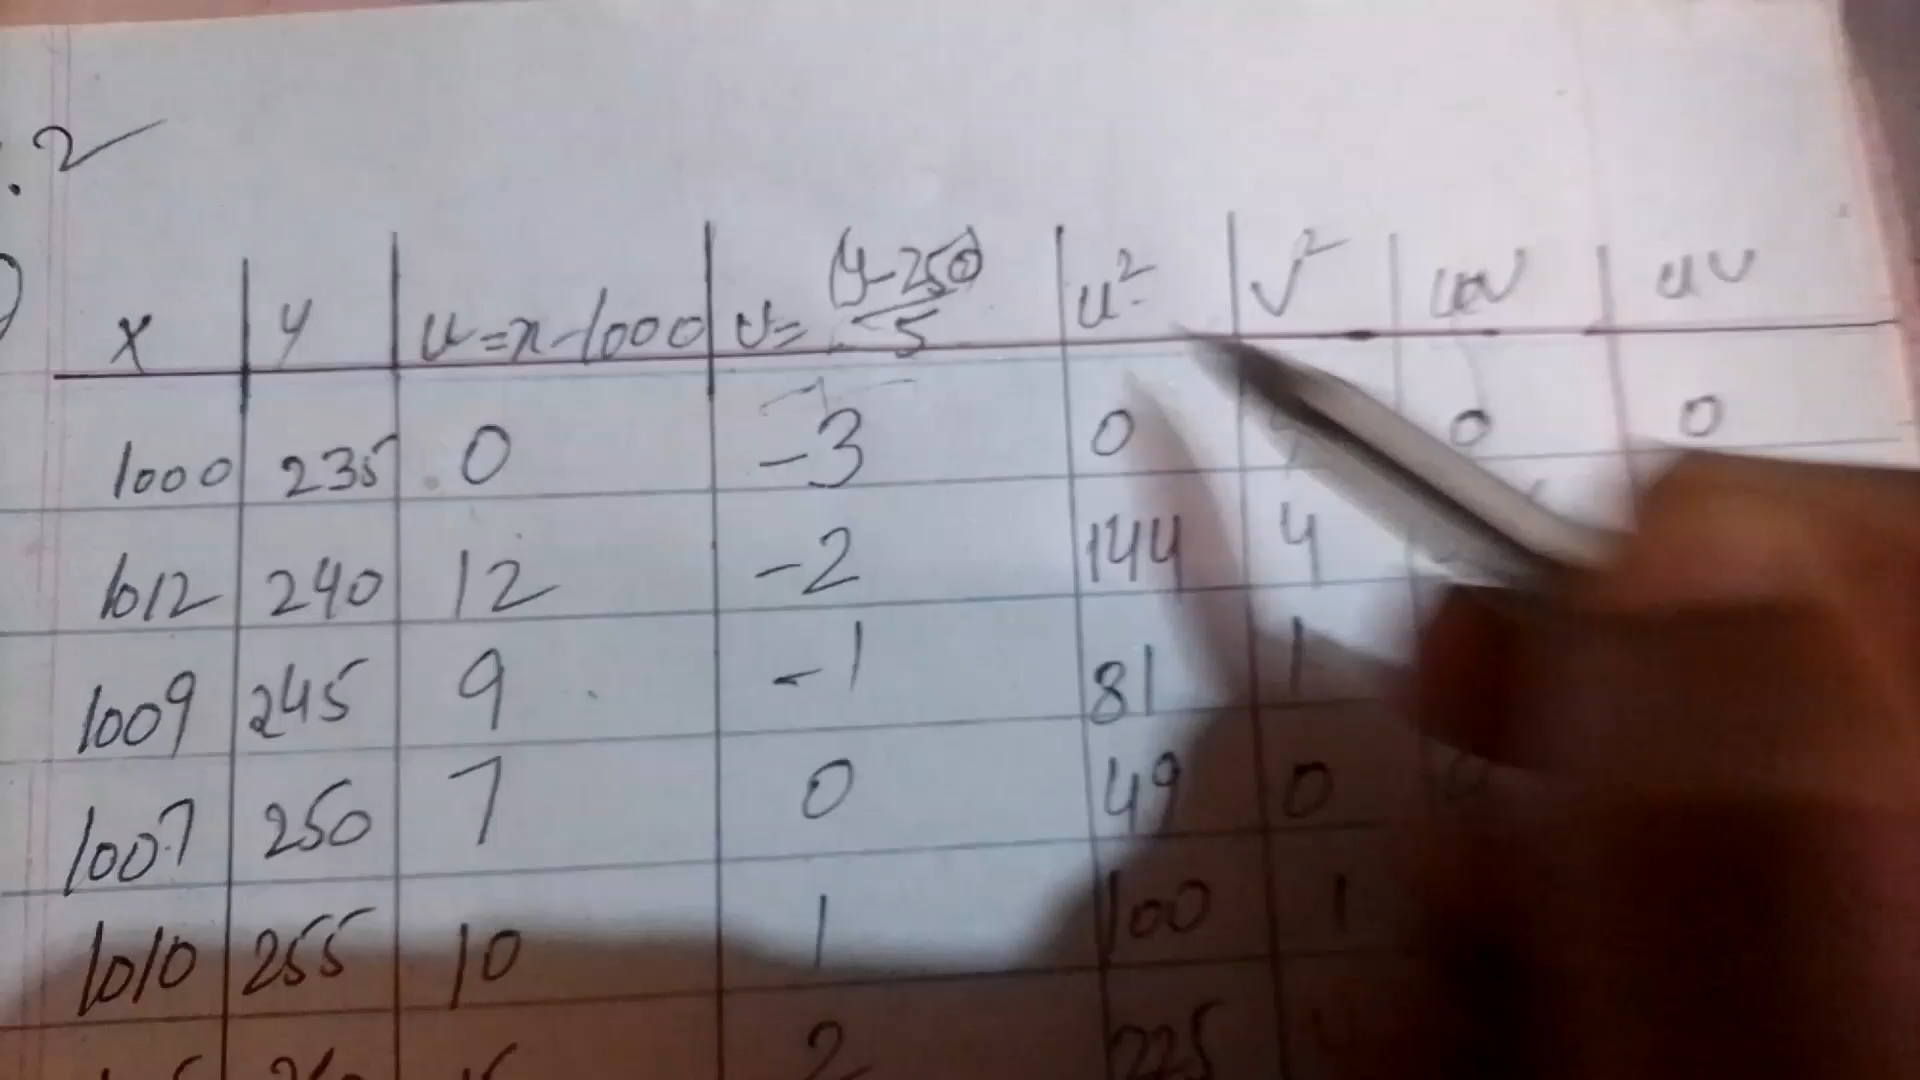 . 2
x y u=x-1000 v= (y-250) / 5 u² v² uv uv
1000 235 0 -3 0 0 0
1012 240 12 -2 144 4
1009 245 9 -1 81 1
1007 250 7 0 49 0
1010 255 10 1 100 1
2 225